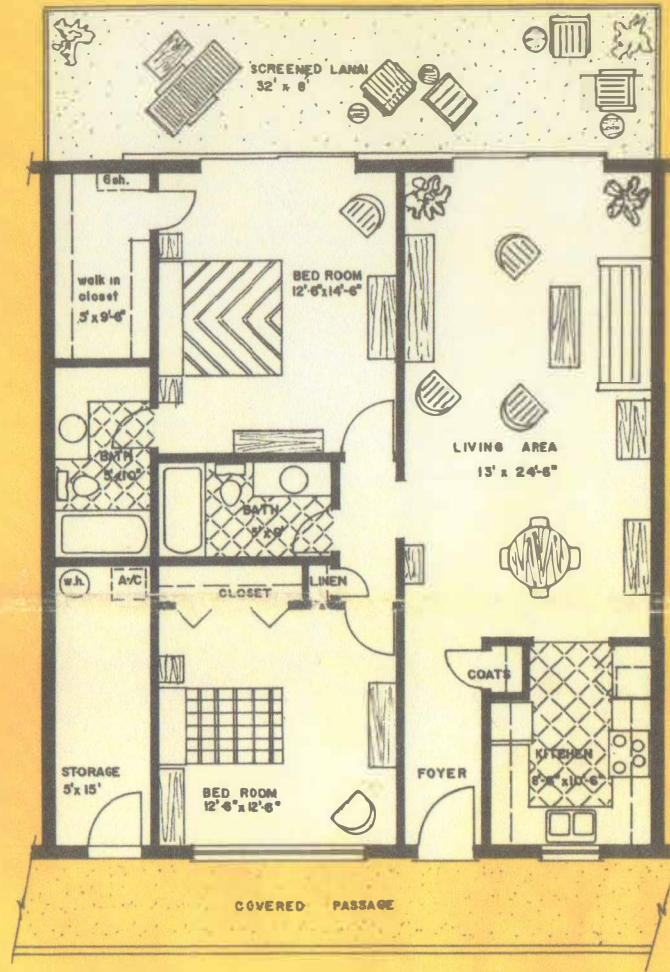 SCREENED LANAI
32' x 8'
6 sh.
walk in
closet
5' x 9'-6"
BED ROOM
12'-6" x 14'-6"
LIVING AREA
13' x 24'-6"
BATH
5' x 10'
BATH
5' x 9'
w.h.
A/C
CLOSET
LINEN
COATS
KITCHEN
8'-6" x 10'-6"
STORAGE
5' x 15'
FOYER
BED ROOM
12'-6" x 12'-6"
COVERED PASSAGE